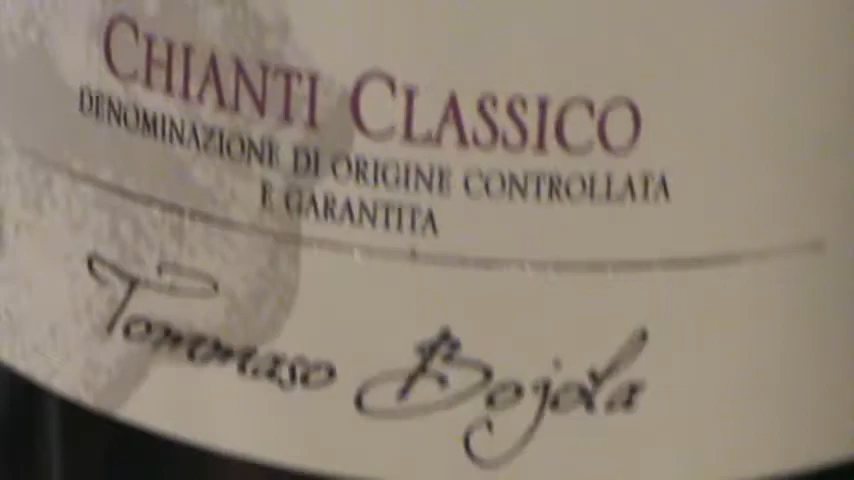 CHIANTI CLASSICO
DENOMINAZIONE DI ORIGINE CONTROLLATA
E GARANTITA
Tommaso Bojola